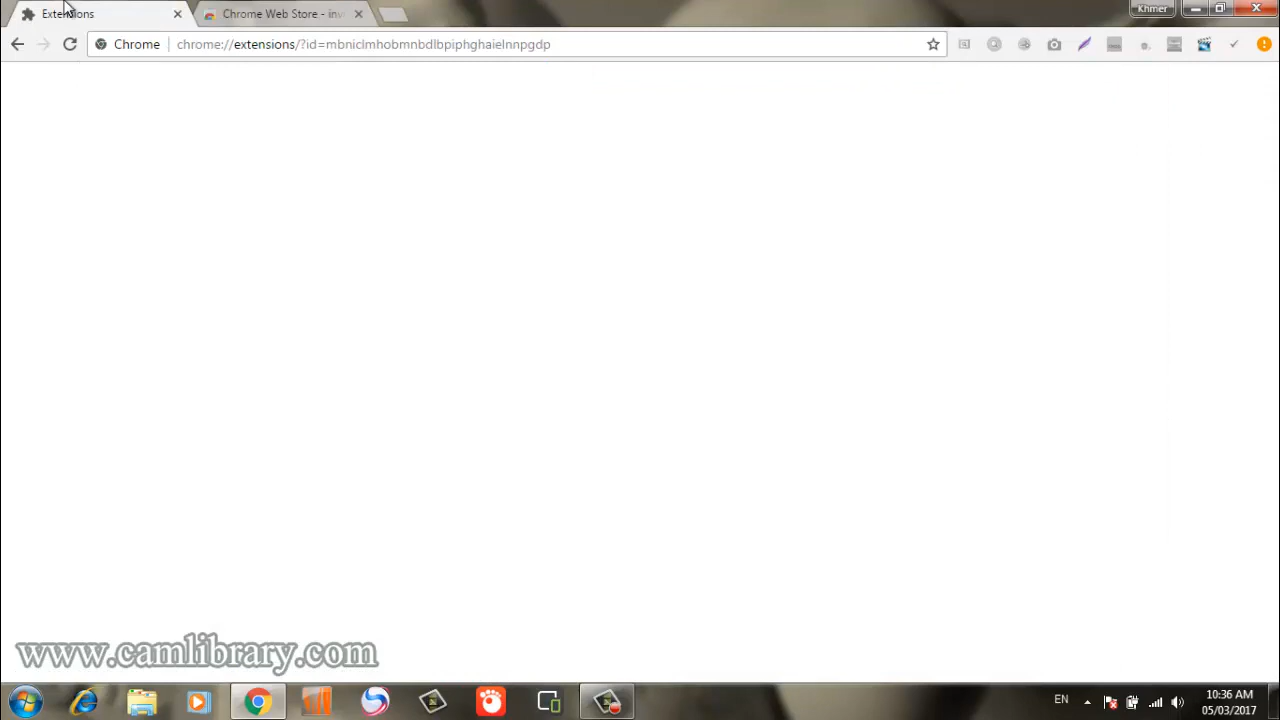 Extensions
Chrome Web Store - inv
Khmer
Chrome
chrome://extensions/?id=mbniclmhobmnbdlbpiphghaielnnpgdp
www.camlibrary.com
EN
10:36 AM
05/03/2017